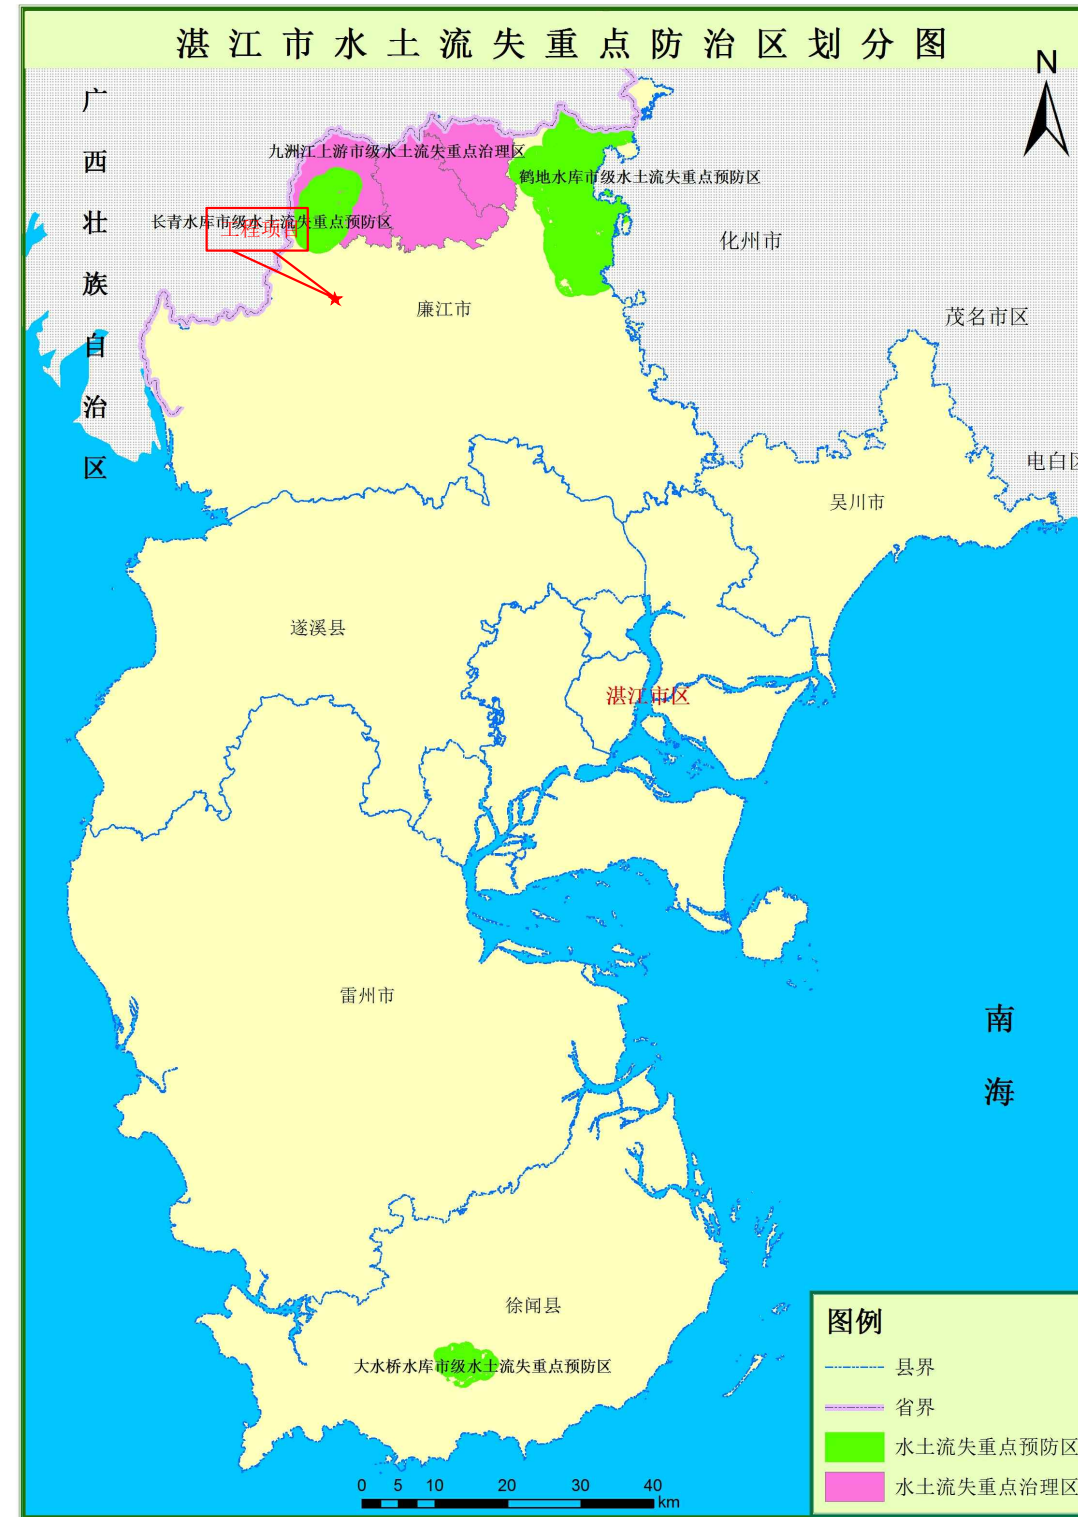 湛江市水土流失重点防治区划分图
N
广西壮族自治区
九洲江上游市级水土流失重点治理区
鹤地水库市级水土流失重点预防区
长青水库市级水土流失重点预防区
工程项目
化州市
廉江市
茂名市区
电白区
吴川市
遂溪县
湛江市区
雷州市
南海
徐闻县
大水桥水库市级水土流失重点预防区
图例
县界
省界
水土流失重点预防区
水土流失重点治理区
0 5 10 20 30 40
km